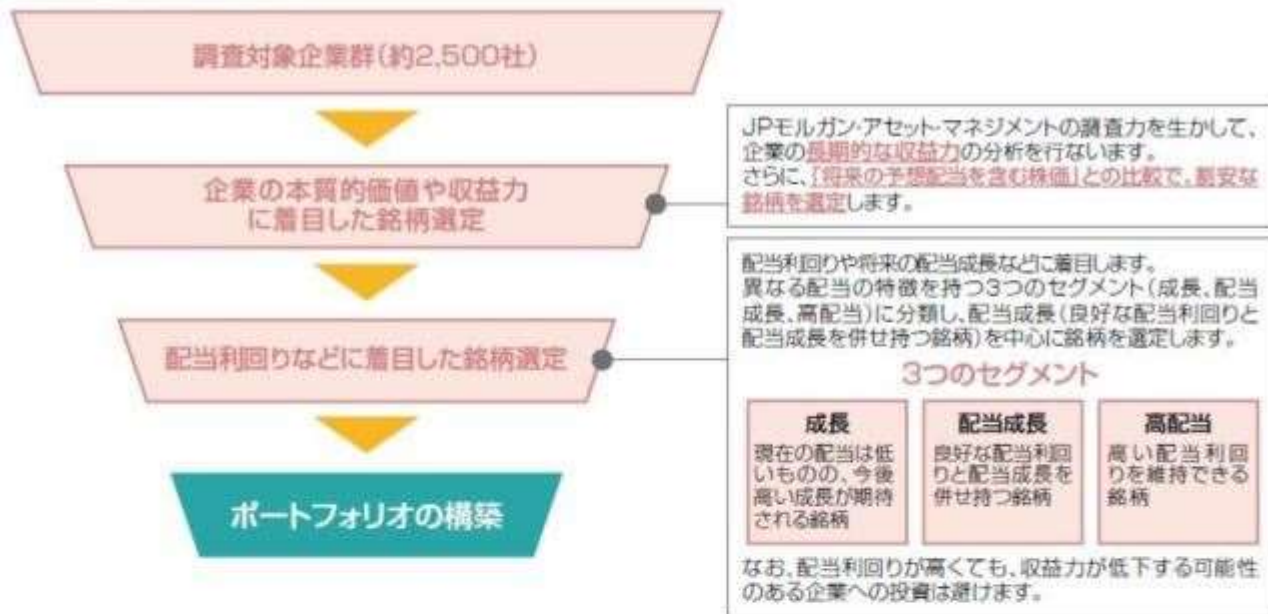 調査対象企業群(約2,500社)
企業の本質的価値や収益力
に着目した銘柄選定
JPモルガン・アセット・マネジメントの調査力を生かして、
企業の長期的な収益力の分析を行ないます。
さらに、「将来の予想配当を含む株価」との比較で、割安な
銘柄を選定します。
配当利回りなどに着目した銘柄選定
配当利回りや将来の配当成長などに着目します。
異なる配当の特徴を持つ3つのセグメント(成長、配当
成長、高配当)に分類し、配当成長(良好な配当利回りと
配当成長を併せ持つ銘柄)を中心に銘柄を選定します。
3つのセグメント
成長
現在の配当は低
いものの、今後
高い成長が期待
される銘柄
配当成長
良好な配当利回
りと配当成長を
併せ持つ銘柄
高配当
高い配当利回
りを維持できる
銘柄
なお、配当利回りが高くても、収益力が低下する可能性
のある企業への投資は避けます。
ポートフォリオの構築